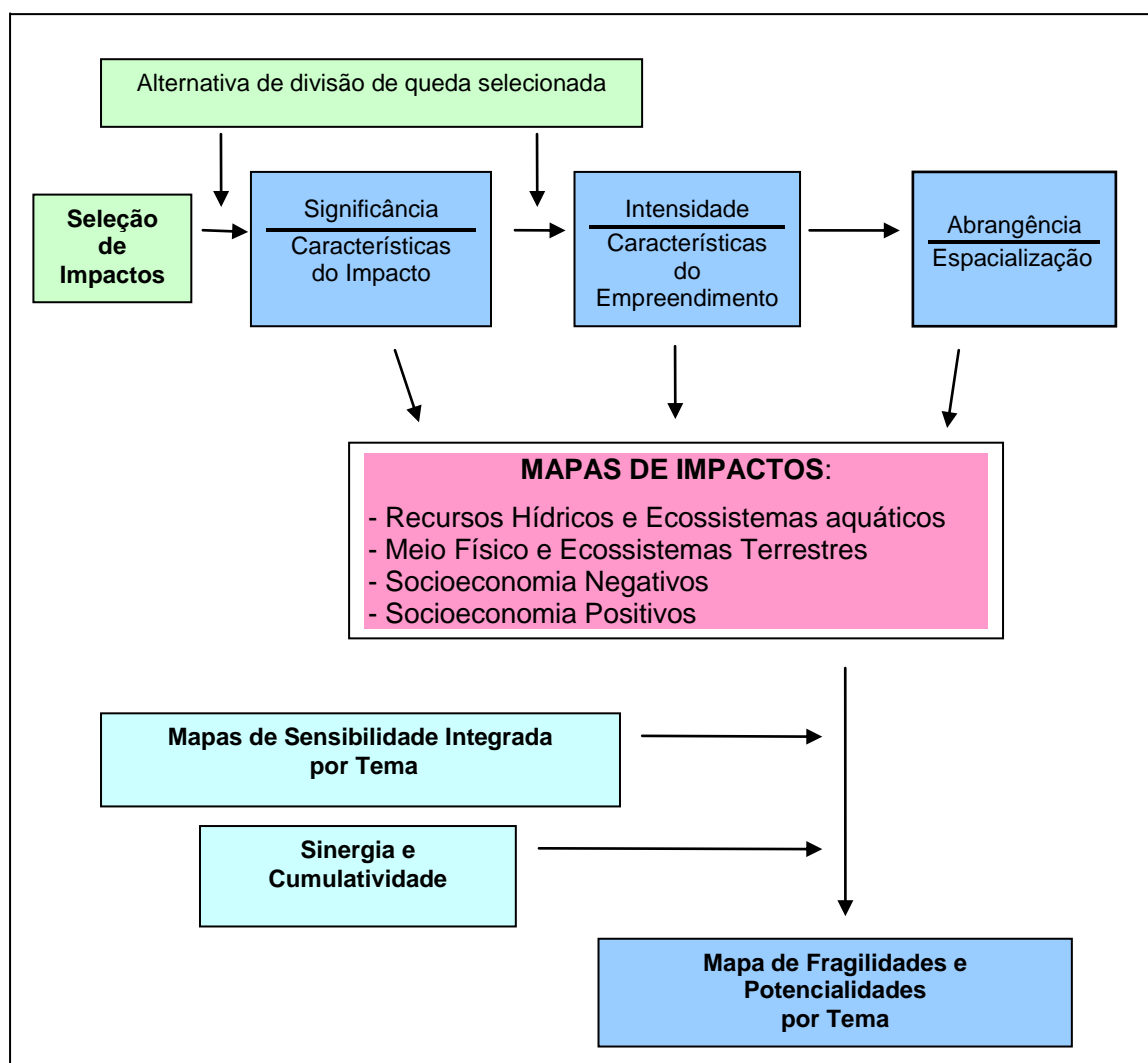 Alternativa de divisão de queda selecionada
Seleção
de
Impactos
Significância
Características
do Impacto
Intensidade
Características
do
Empreendimento
Abrangência
Espacialização
MAPAS DE IMPACTOS:
- Recursos Hídricos e Ecossistemas aquáticos
- Meio Físico e Ecossistemas Terrestres
- Socioeconomia Negativos
- Socioeconomia Positivos
Mapas de Sensibilidade Integrada
por Tema
Sinergia e
Cumulatividade
Mapa de Fragilidades e
Potencialidades
por Tema